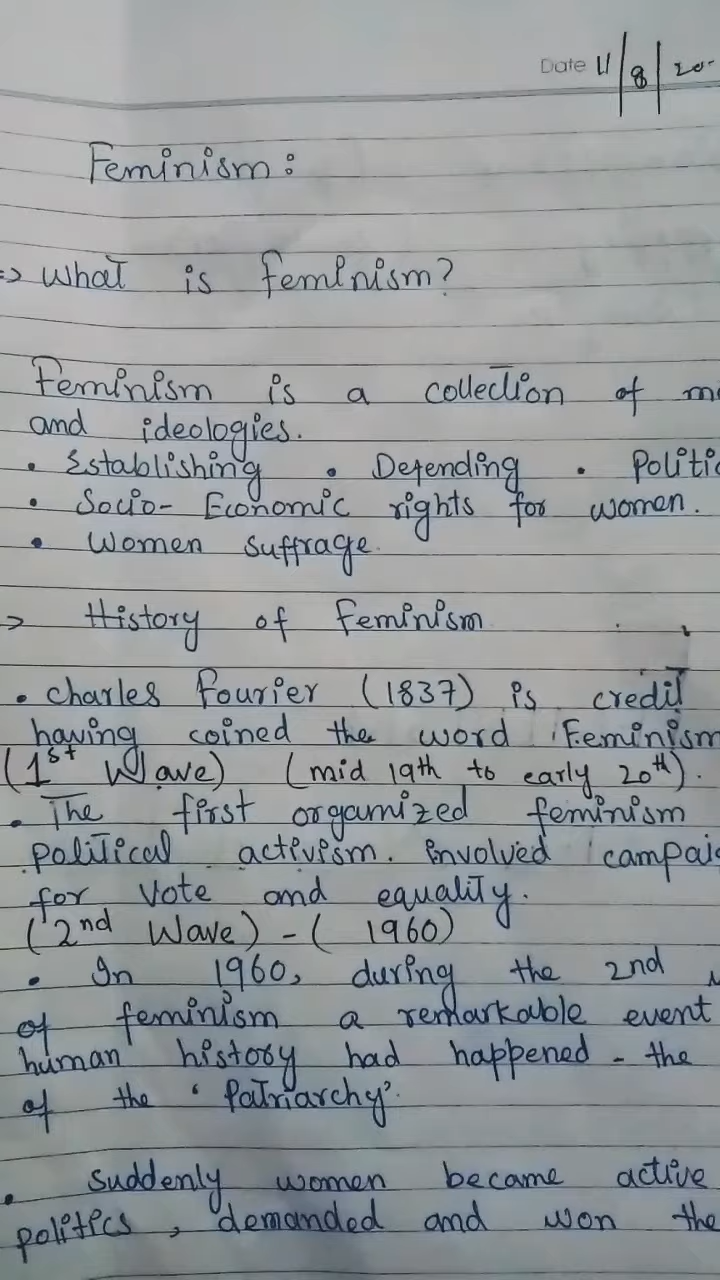 Date 11/8/20
Feminism:
=> What is feminism?
Feminism is a collection of
and ideologies.
• Establishing • Defending •
• Socio-Economic rights for women.
• Women suffrage.
-> History of Feminism
• Charles Fourier (1837) is credit
having coined the word 'Feminism
(1st Wave) (mid 19th to early 20th).
• The first organized feminism
political activism. Involved
for vote and equality.
(2nd Wave) - ( 1960)
• In 1960, during the 2nd
of feminism a remarkable event
human history had happened - the
of the 'Patriarchy'.
• Suddenly women became active
politics, demanded and won the